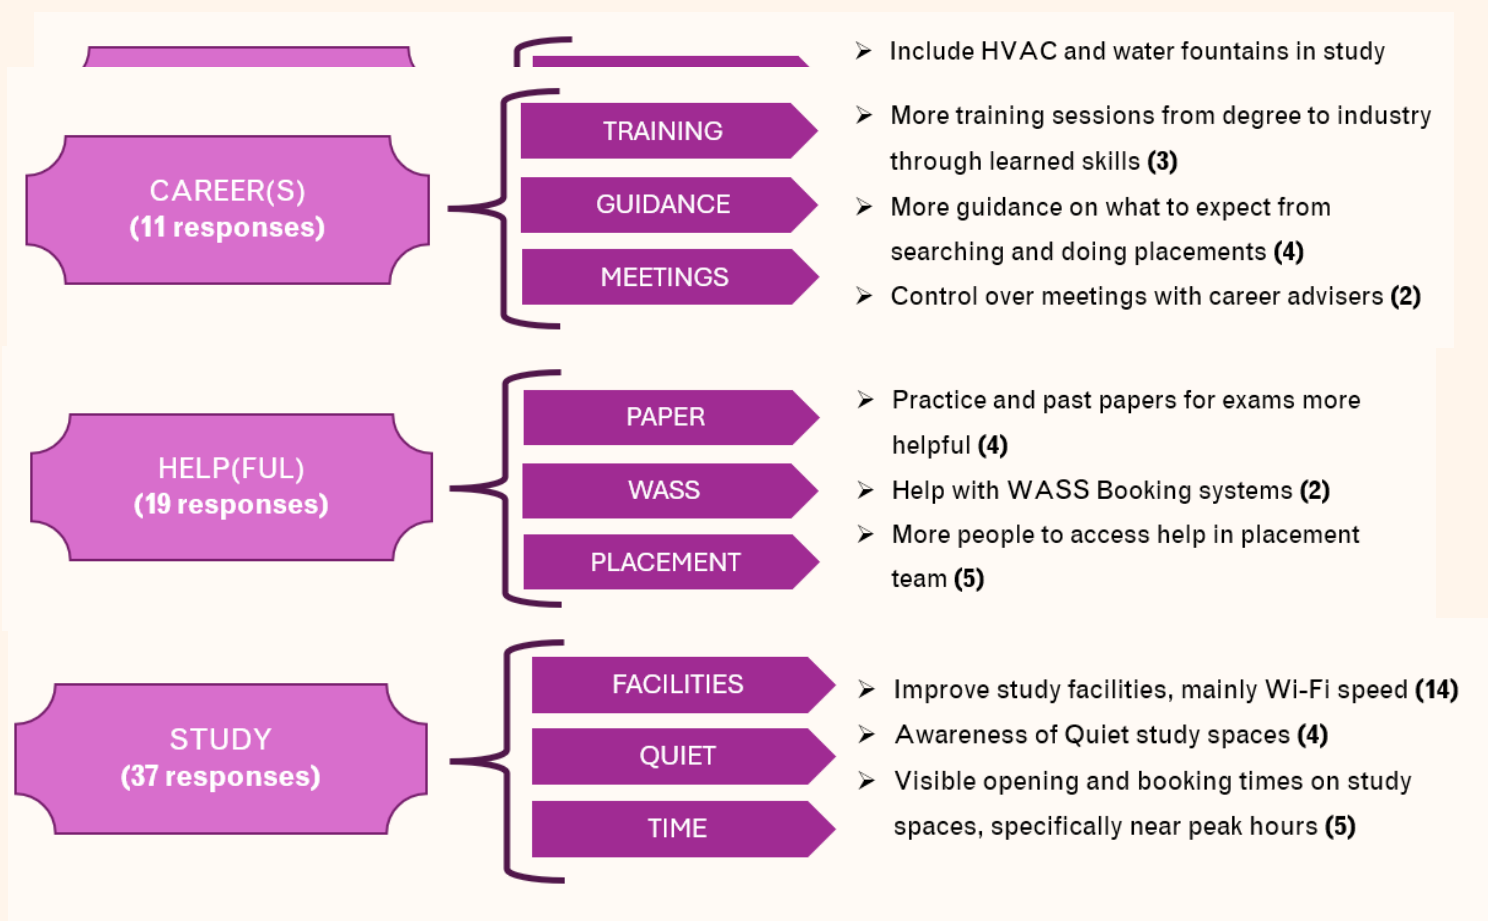 ➢ Include HVAC and water fountains in study
CAREER(S)
(11 responses)
TRAINING
GUIDANCE
MEETINGS
➢ More training sessions from degree to industry
through learned skills (3)
➢ More guidance on what to expect from
searching and doing placements (4)
➢ Control over meetings with career advisers (2)
HELP(FUL)
(19 responses)
PAPER
WASS
PLACEMENT
➢ Practice and past papers for exams more
helpful (4)
➢ Help with WASS Booking systems (2)
➢ More people to access help in placement
team (5)
STUDY
(37 responses)
FACILITIES
QUIET
TIME
➢ Improve study facilities, mainly Wi-Fi speed (14)
➢ Awareness of Quiet study spaces (4)
➢ Visible opening and booking times on study
spaces, specifically near peak hours (5)